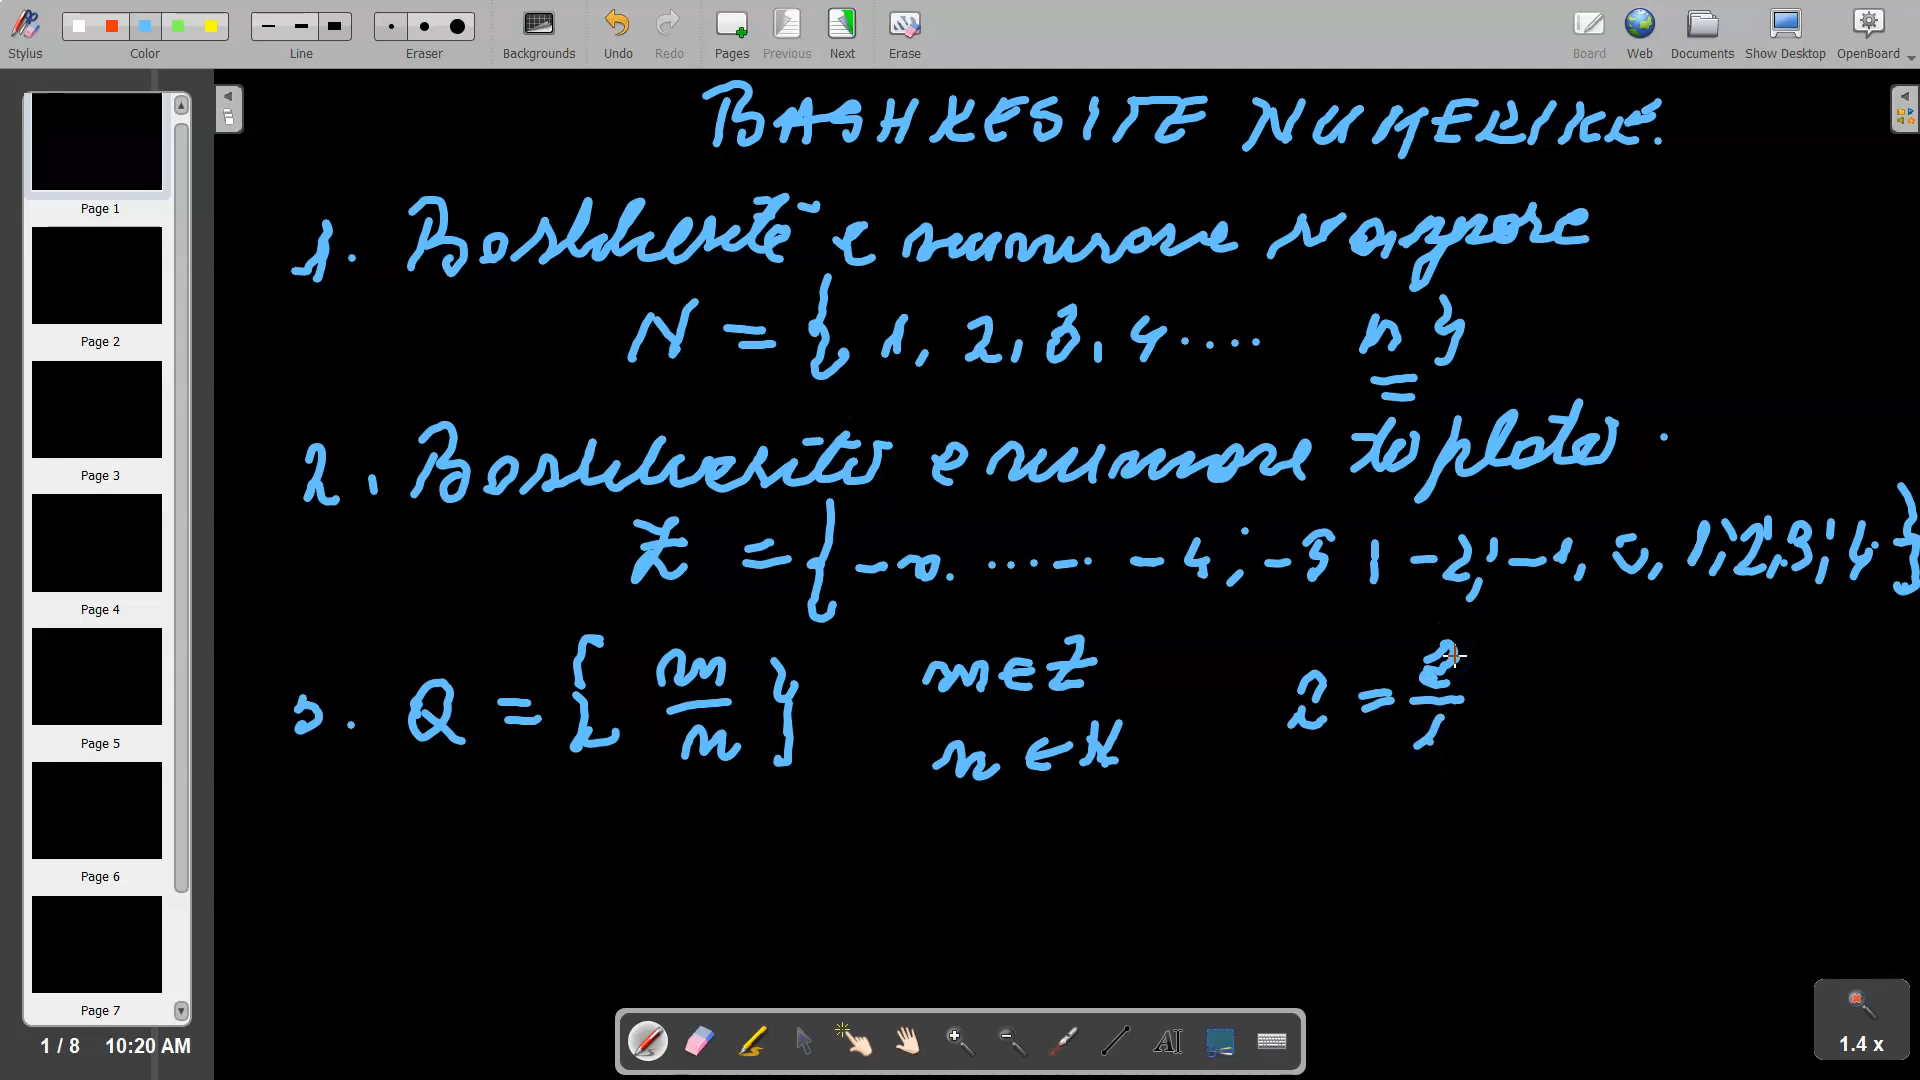 Stylus Color Line Eraser Backgrounds Undo Redo Pages Previous Next Erase Board Web Documents Show Desktop OpenBoard
BASHKESITE NUMERIKE.
1. Bashkesitë e numrave natyrore
N = {, 1, 2, 3, 4 .... n}
2. Bashkesite e numrave te plote.
Z = {-n. ..... -4; -3; -2; -1, 0, 1; 2; 3; 4.}
3. Q = { m/n } m∈Z n∈N 2 = 2/1
Page 1
Page 2
Page 3
Page 4
Page 5
Page 6
Page 7
1 / 8 10:20 AM
AI
1.4 x